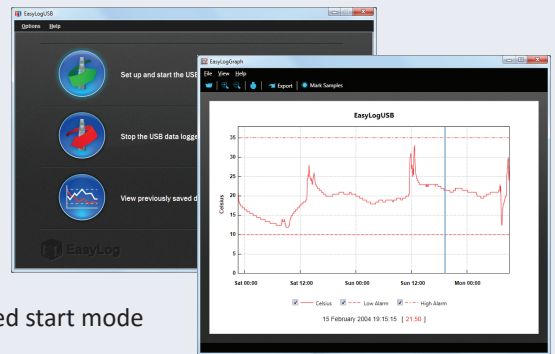 EasyLogUSB
Options Help
Set up and start the USB
Stop the USB data logge
View previously saved d
EasyLog
EasyLogGraph
File View Help
Export Mark Samples
EasyLogUSB
35
30
25
20
15
10
5
0
Celsius
Sat 00:00 Sat 12:00 Sun 00:00 Sun 12:00 Mon 00:00
Celsius Low Alarm High Alarm
15 February 2004 19:15:15 [ 21.50 ]
ed start mode